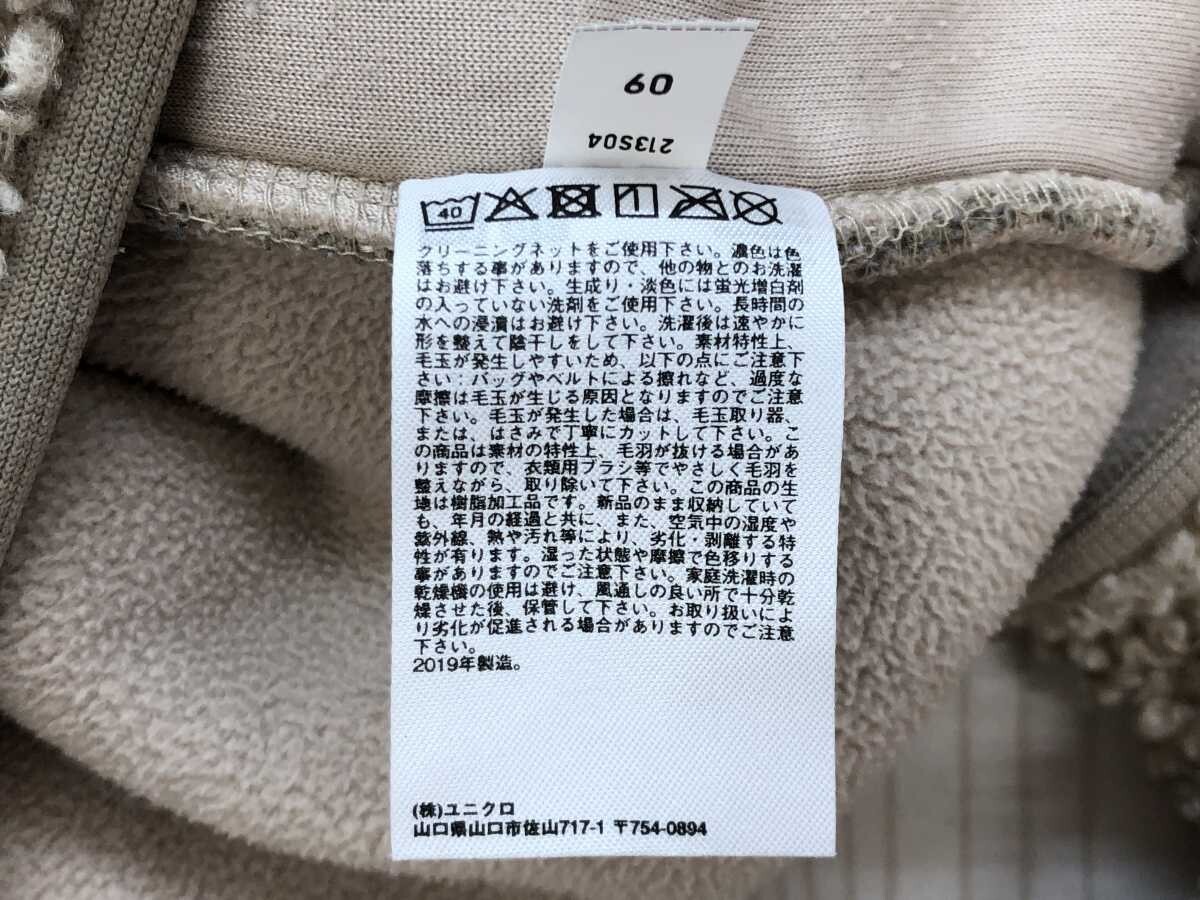 09
213S04
40
クリーニングネットをご使用下さい。濃色は色
落ちする事がありますので、他の物とのお洗濯
はお避け下さい。生成り・淡色には蛍光増白剤
の入っていない洗剤をご使用下さい。長時間の
水への浸漬はお避け下さい。洗濯後は速やかに
形を整えて陰干しをして下さい。素材特性上、
毛玉が発生しやすいため、以下の点にご注意下
さい:バッグやベルトによる擦れなど、過度な
摩擦は毛玉が生じる原因となりますのでご注意
下さい。毛玉が発生した場合は、毛玉取り器、
または、はさみで丁寧にカットして下さい。こ
の商品は素材の特性上、毛羽が抜ける場合があ
りますので、衣類用ブラシ等でやさしく毛羽を
整えながら、取り除いて下さい。この商品の生
地は樹脂加工品です。新品のまま収納していて
も、年月の経過と共に、また、空気中の湿度や
紫外線、熱や汚れ等により、劣化・剥離する特
性が有ります。湿った状態や摩擦で色移りする
事がありますのでご注意下さい。家庭洗濯時の
乾燥機の使用は避け、風通しの良い所で十分乾
燥させた後、保管して下さい。お取り扱いによ
り劣化が促進される場合がありますのでご注意
下さい。
2019年製造。
(株)ユニクロ
山口県山口市佐山717-1 〒754-0894